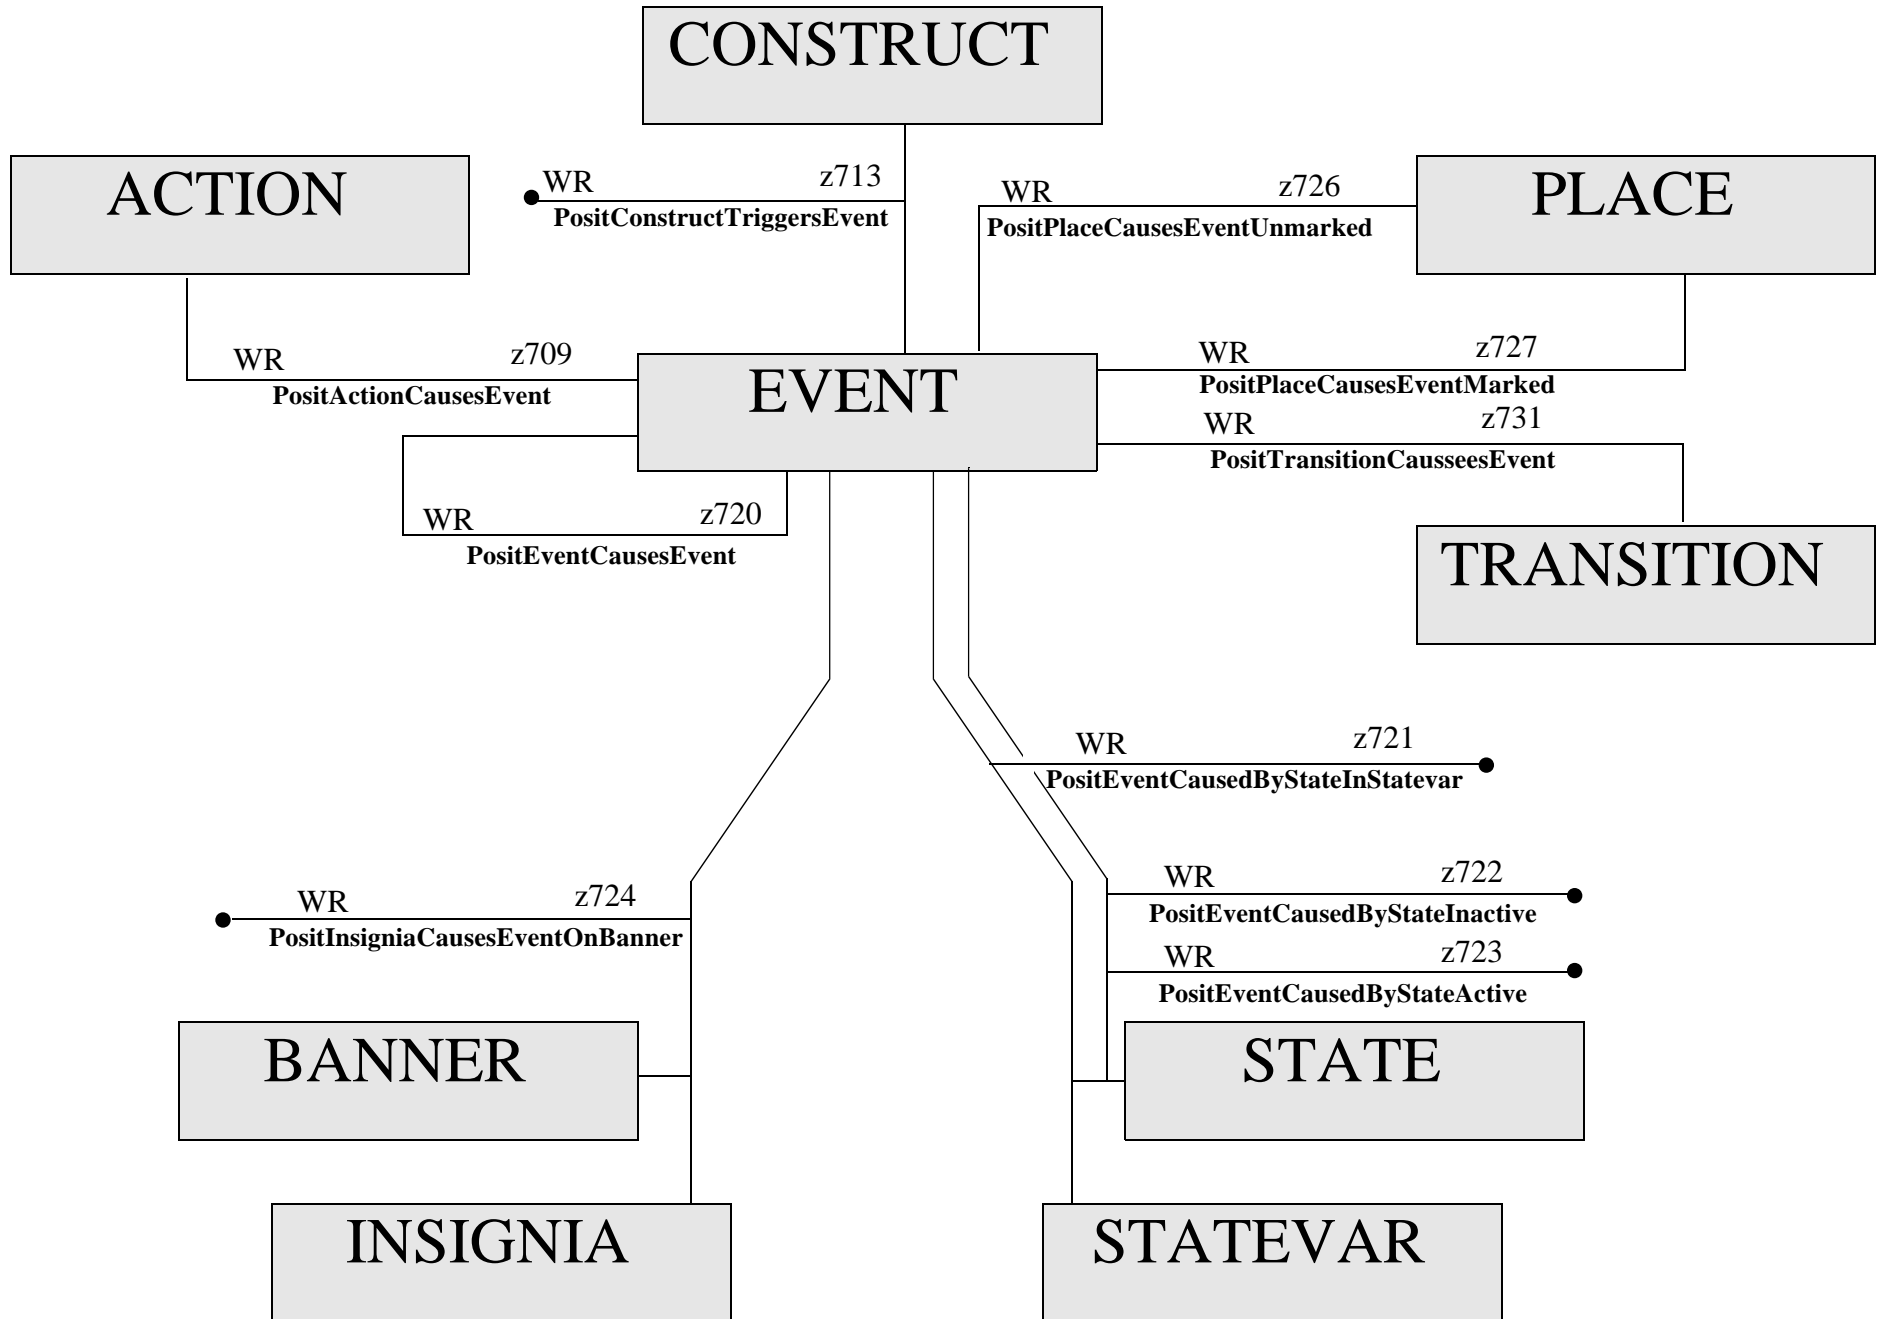 CONSTRUCT
ACTION
WR z713
PositConstructTriggersEvent
WR z726
PositPlaceCausesEventUnmarked
PLACE
WR z709
PositActionCausesEvent
EVENT
WR z727
PositPlaceCausesEventMarked
WR z731
PositTransitionCausseesEvent
WR z720
PositEventCausesEvent
TRANSITION
WR z721
PositEventCausedByStateInStatevar
WR z724
PositInsigniaCausesEventOnBanner
WR z722
PositEventCausedByStateInactive
WR z723
PositEventCausedByStateActive
BANNER
STATE
INSIGNIA
STATEVAR